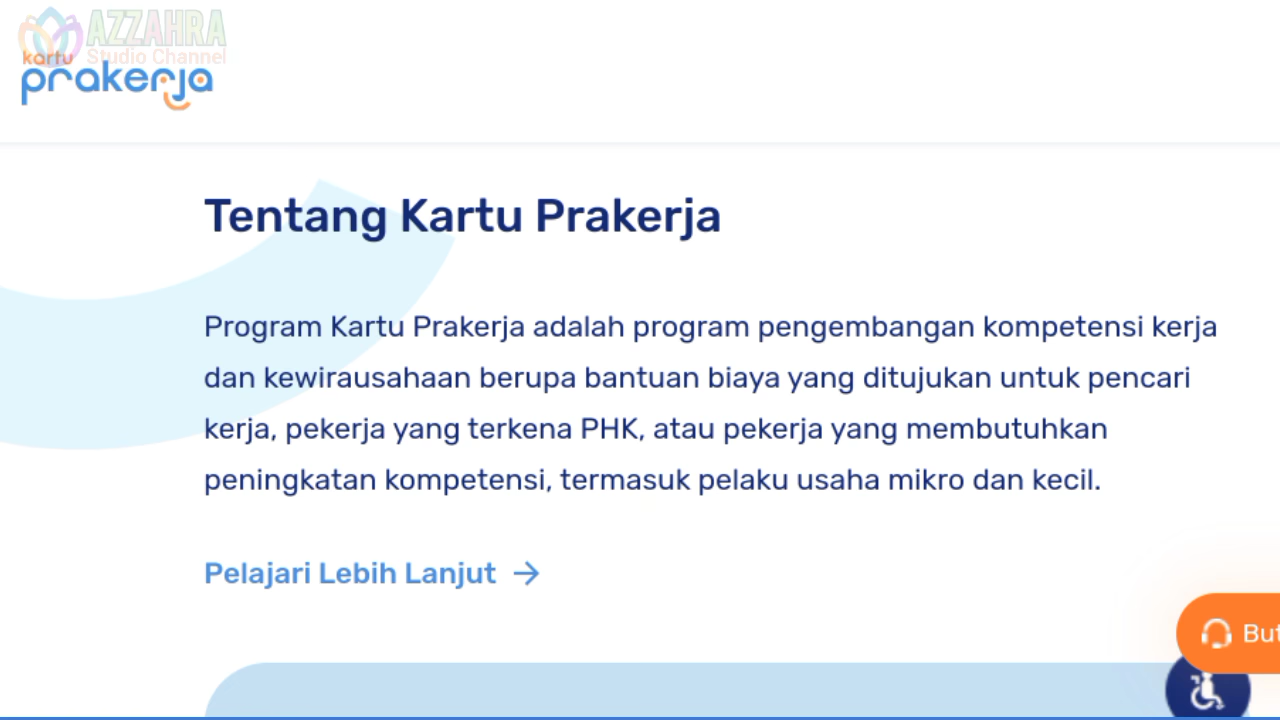 AZZAHRA
Studio Channel
kartu
prakerja
Tentang Kartu Prakerja
Program Kartu Prakerja adalah program pengembangan kompetensi kerja
dan kewirausahaan berupa bantuan biaya yang ditujukan untuk pencari
kerja, pekerja yang terkena PHK, atau pekerja yang membutuhkan
peningkatan kompetensi, termasuk pelaku usaha mikro dan kecil.
Pelajari Lebih Lanjut